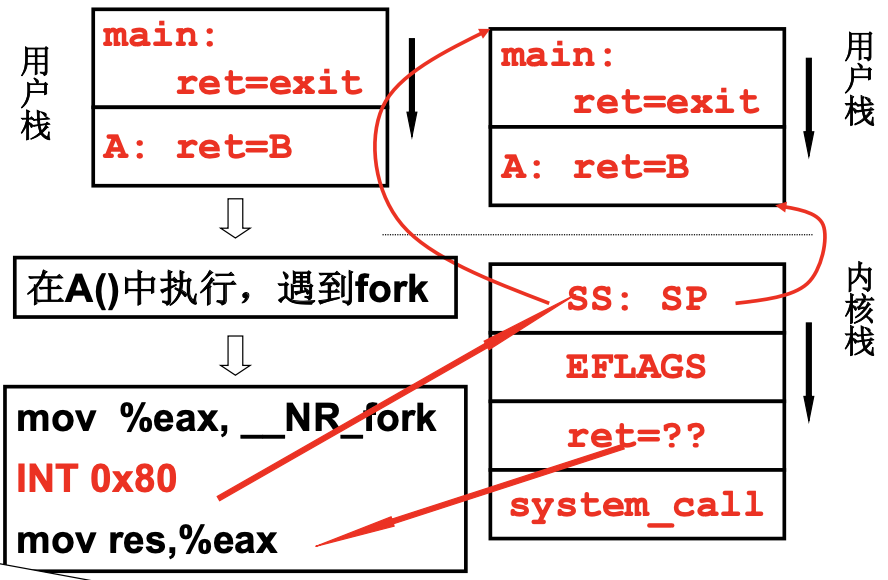 用户栈
main:
ret=exit
A: ret=B
在A()中执行，遇到fork
mov %eax, __NR_fork
INT 0x80
mov res,%eax
main:
ret=exit
A: ret=B
用户栈
SS: SP
EFLAGS
ret=??
system_call
内核栈